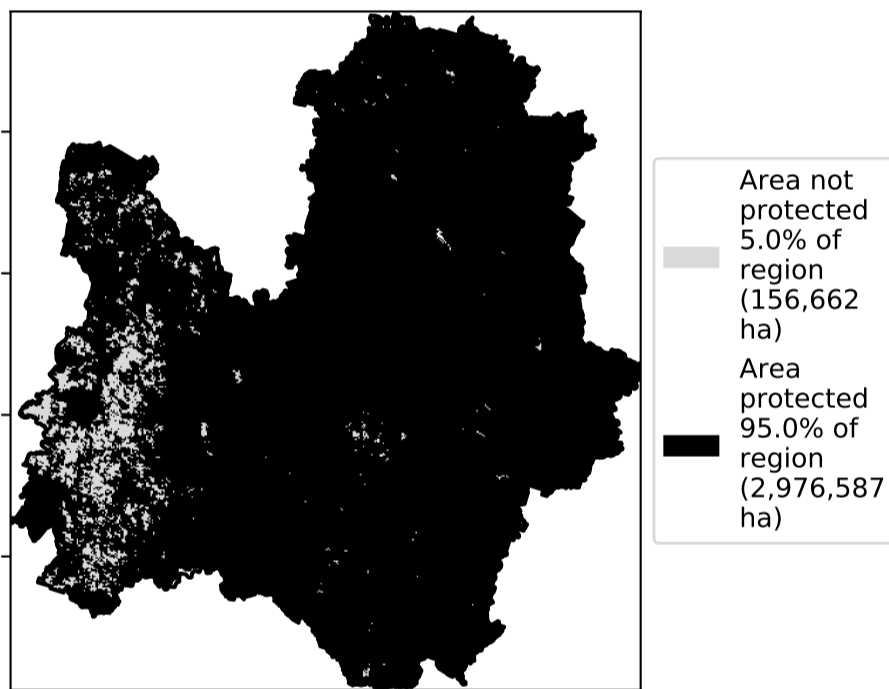 Area not
protected
5.0% of
region
(156,662
ha)
Area
protected
95.0% of
region
(2,976,587
ha)